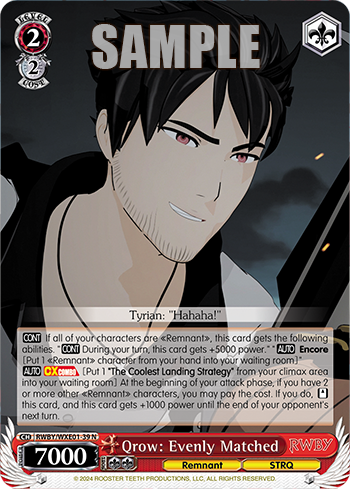 LEVEL
2
2
COST
SAMPLE
Tyrian: "Hahaha!"
CONT If all of your characters are «Remnant», this card gets the following
abilities. "CONT During your turn, this card gets +5000 power." "AUTO Encore
[Put 1 «Remnant» character from your hand into your waiting room]"
AUTO CXCOMBO [Put 1 "The Coolest Landing Strategy" from your climax area
into your waiting room] At the beginning of your attack phase, if you have 2
or more other «Remnant» characters, you may pay the cost. If you do,
this card, and this card gets +1000 power until the end of your opponent's
next turn.
CD RWBY/WXE01-39 N
POWER 7000
Qrow: Evenly Matched
RWBY
Remnant STRQ
© 2024 ROOSTER TEETH PRODUCTIONS, LLC, ALL RIGHTS RESERVED.